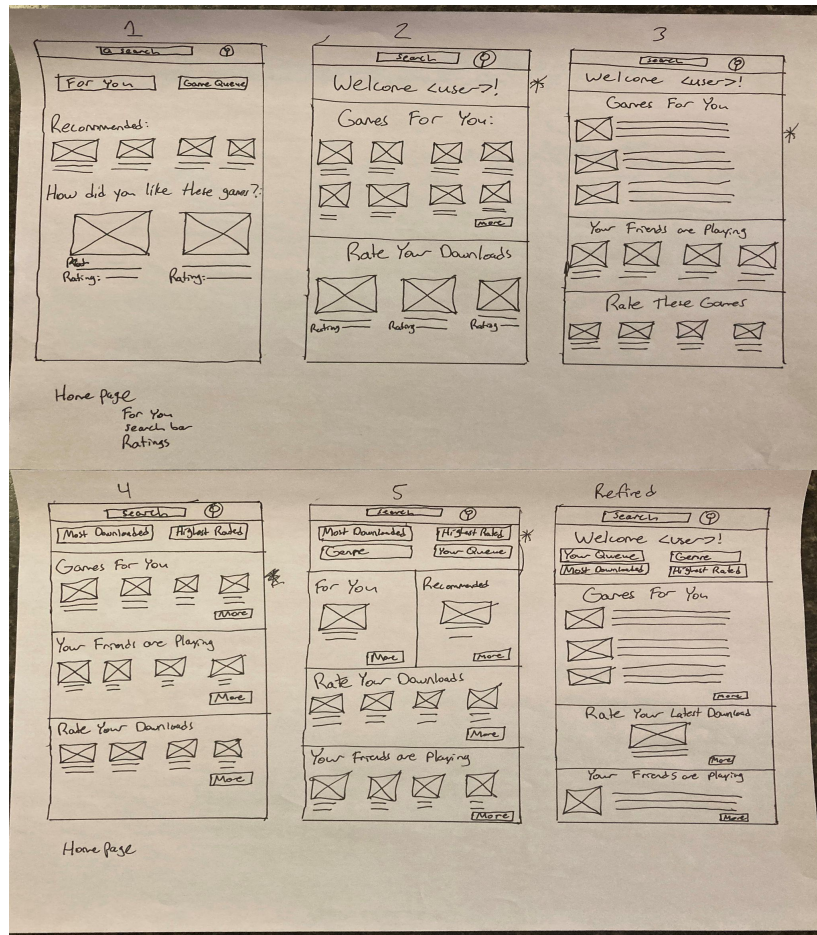 1
Q search
For You Game Queue
Recommended:
How did you like these games?:
Rating: Rating:
2
search
Welcome <user>!
*
Games For You:
More
Rate Your Downloads
Rating Rating Rating
3
search
Welcome <user>!
Games For You
*
Your Friends are Playing
Rate These Games
Home page
For You
search bar
Ratings
4
search
Most Downloaded Highest Rated
Games For You
More
Your Friends are Playing
More
Rate Your Downloads
More
5
search
Most Downloaded Highest Rated
*
Genre Your Queue
For You Recommended
More More
Rate Your Downloads
More
Your Friends are Playing
More
Refired
search
Welcome <user>!
Your Queue Genre
Most Downloaded Highest Rated
Games For You
More
Rate Your Latest Download
More
Your Friends are Playing
More
Home page